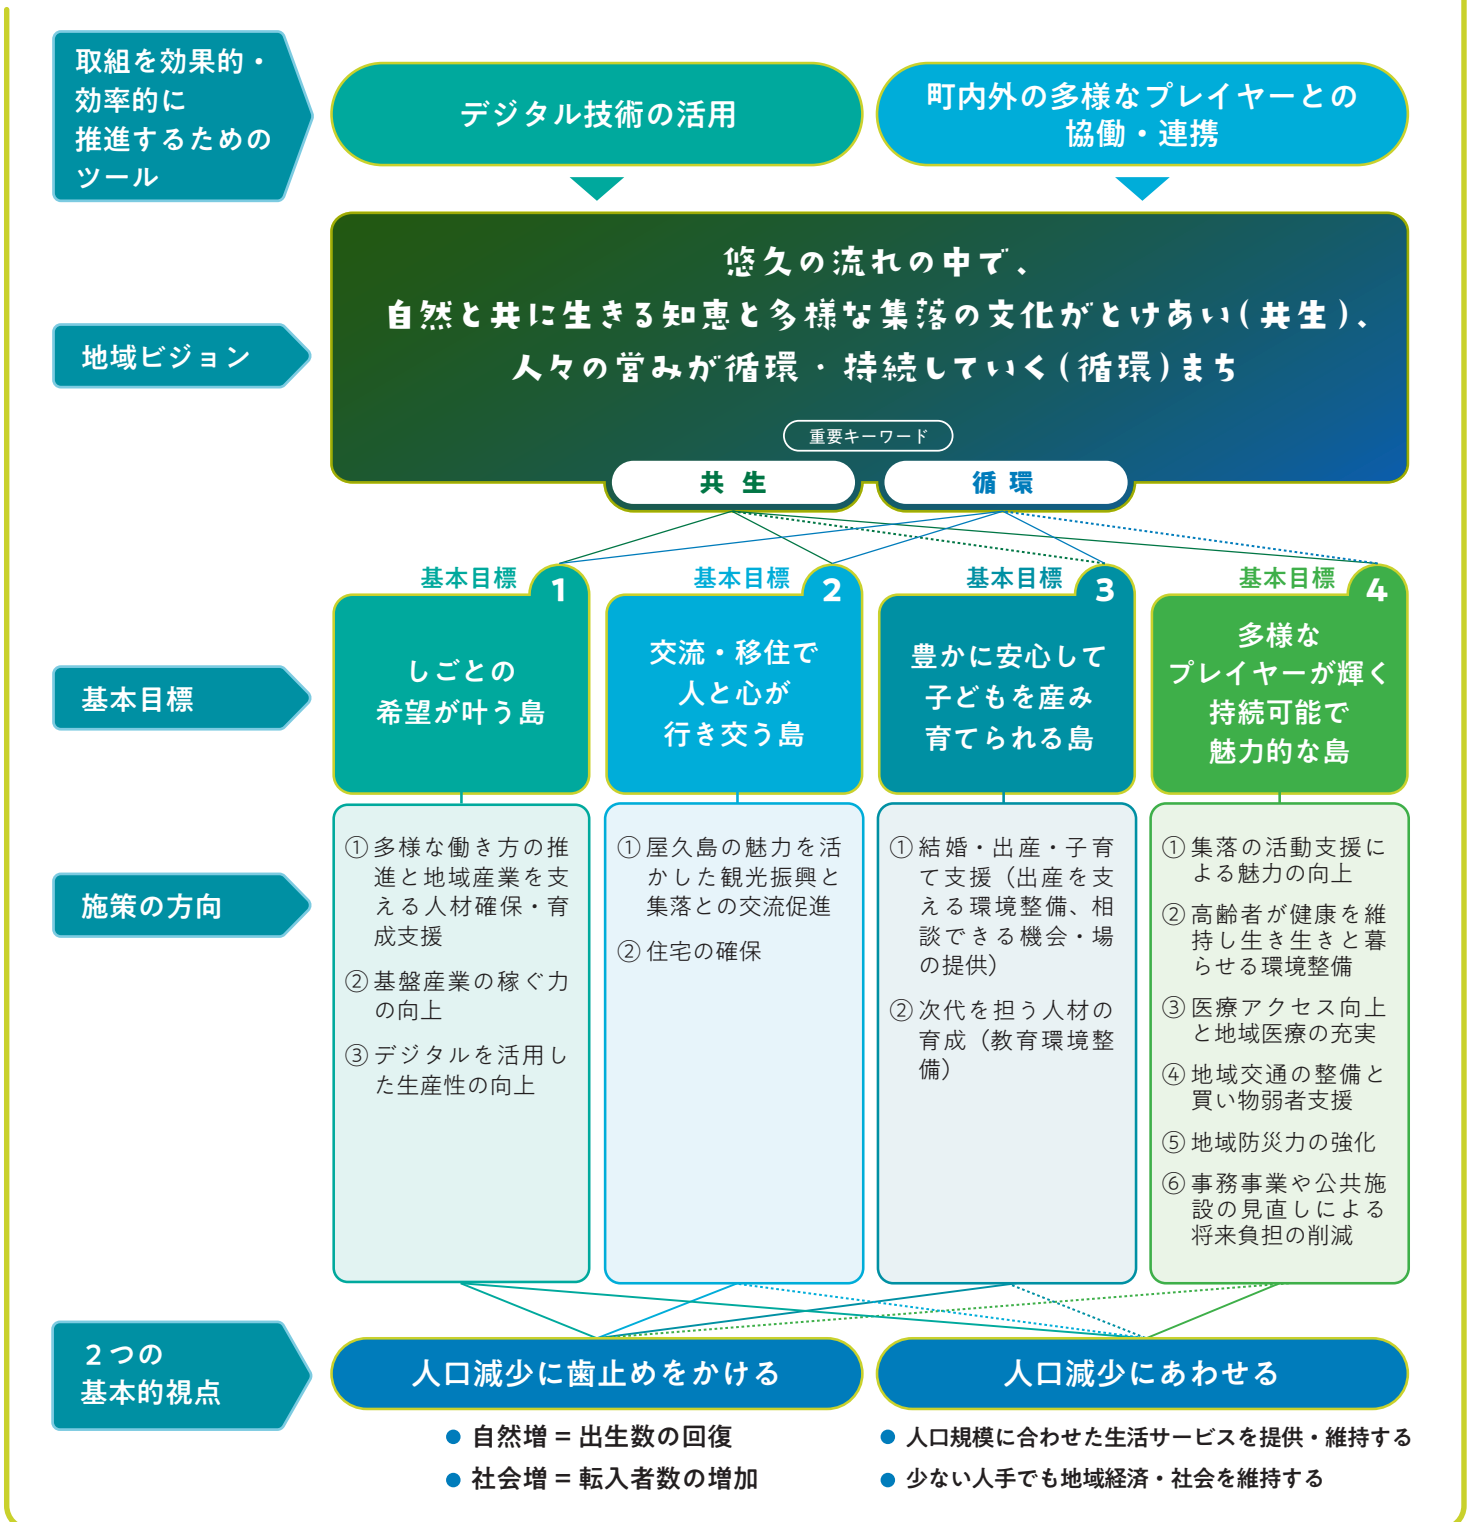 取組を効果的・
効率的に
推進するための
ツール
デジタル技術の活用
町内外の多様なプレイヤーとの
協働・連携
地域ビジョン
悠久の流れの中で、
自然と共に生きる知恵と多様な集落の文化がとけあい(共生)、
人々の営みが循環・持続していく(循環)まち
重要キーワード
共生
循環
基本目標
基本目標 1
しごとの
希望が叶う島
基本目標 2
交流・移住で
人と心が
行き交う島
基本目標 3
豊かに安心して
子どもを産み
育てられる島
基本目標 4
多様な
プレイヤーが輝く
持続可能で
魅力的な島
施策の方向
①多様な働き方の推
進と地域産業を支
える人材確保・育
成支援
②基盤産業の稼ぐ力
の向上
③デジタルを活用し
た生産性の向上
①屋久島の魅力を活
かした観光振興と
集落との交流促進
②住宅の確保
①結婚・出産・子育
て支援（出産を支
える環境整備、相
談できる機会・場
の提供）
②次代を担う人材の
育成（教育環境整
備）
①集落の活動支援に
よる魅力の向上
②高齢者が健康を維
持し生き生きと暮
らせる環境整備
③医療アクセス向上
と地域医療の充実
④地域交通の整備と
買い物弱者支援
⑤地域防災力の強化
⑥事務事業や公共施
設の見直しによる
将来負担の削減
２つの
基本的視点
人口減少に歯止めをかける
● 自然増 = 出生数の回復
● 社会増 = 転入者数の増加
人口減少にあわせる
● 人口規模に合わせた生活サービスを提供・維持する
● 少ない人手でも地域経済・社会を維持する